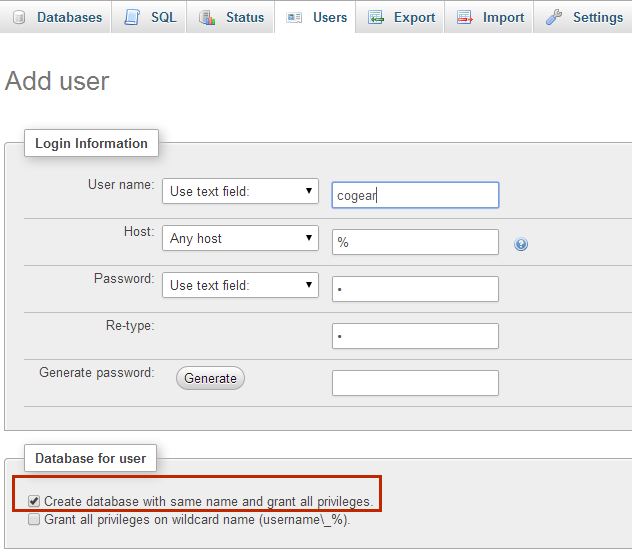 Databases SQL Status Users Export Import Settings
Add user
Login Information
User name: Use text field: cogear
Host: Any host %
Password: Use text field: •
Re-type: •
Generate password: Generate
Database for user
Create database with same name and grant all privileges.
Grant all privileges on wildcard name (username\_%).